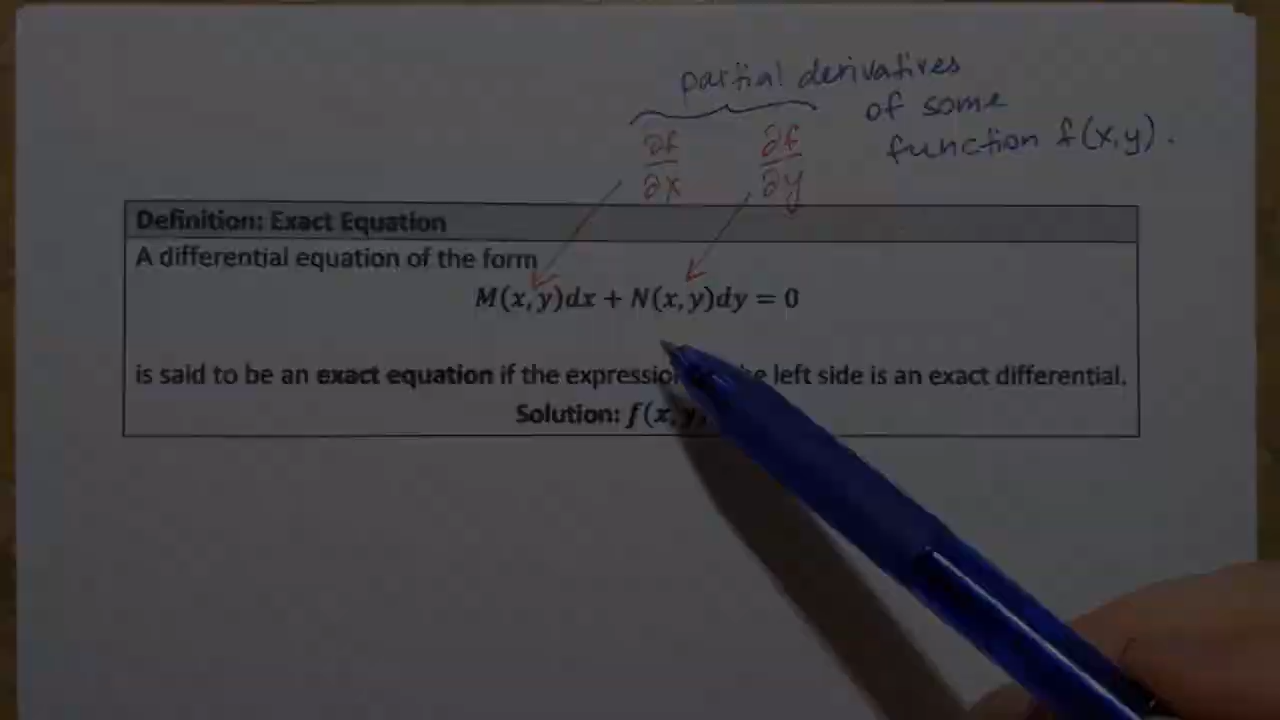 partial derivatives
of some
function f(x,y).
∂f/∂x ∂f/∂y
Definition: Exact Equation
A differential equation of the form
M(x, y)dx + N(x, y)dy = 0
is said to be an exact equation if the expression left side is an exact differential.
Solution: f(x, y)